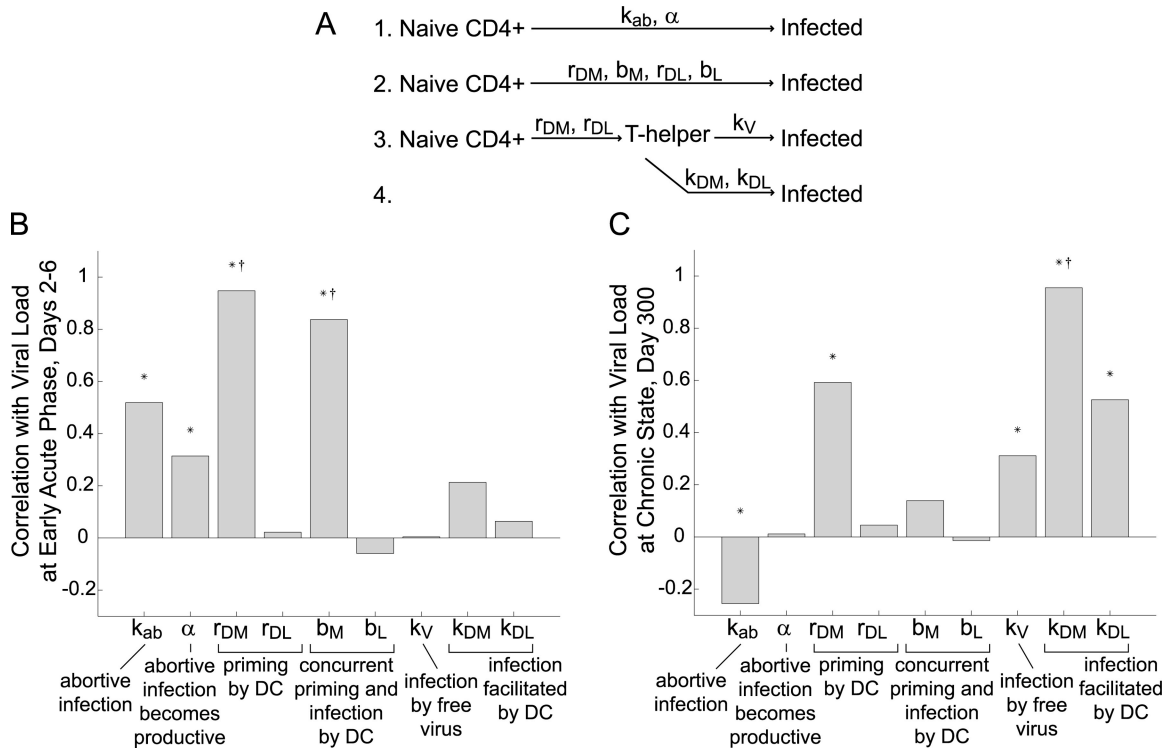 A
1. Naive CD4+ kab, α Infected
2. Naive CD4+ rDM, bM, rDL, bL Infected
3. Naive CD4+ rDM, rDL T-helper kV Infected
4. kDM, kDL Infected
B
Correlation with Viral Load
at Early Acute Phase, Days 2-6
1
0.8
0.6
0.4
0.2
0
-0.2
* * *† *†
kab α rDM rDL bM bL kV kDM kDL
abortive
infection
abortive
infection
becomes
productive
priming
by DC
concurrent
priming and
infection
by DC
infection
by free
virus
infection
facilitated
by DC
C
Correlation with Viral Load
at Chronic State, Day 300
1
0.8
0.6
0.4
0.2
0
-0.2
* * * *† *
kab α rDM rDL bM bL kV kDM kDL
abortive
infection
abortive
infection
becomes
productive
priming
by DC
concurrent
priming and
infection
by DC
infection
by free
virus
infection
facilitated
by DC